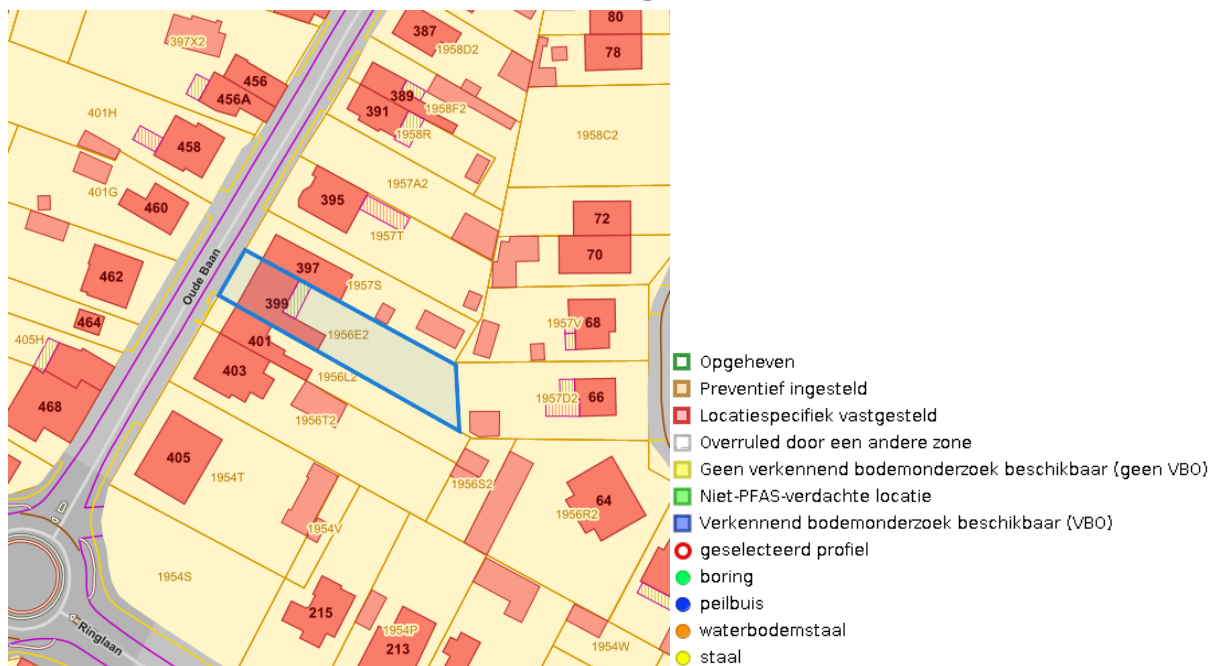 80
387
1958D2
78
397X2
456
456A
389
391
1958F2
401H
1958R
1958C2
458
1957A2
401G
460
395
72
1957T
70
Oude Baan
462
397
1957S
399
1956E2
464
1957V
68
405H
401
403
1956L2
468
1957D2
66
1956T2
405
1954T
1956S2
64
1956R2
1954V
1954S
215
1954P
213
1954W
Ringlaan
Opgeheven
Preventief ingesteld
Locatiespecifiek vastgesteld
Overruled door een andere zone
Geen verkennend bodemonderzoek beschikbaar (geen VBO)
Niet-PFAS-verdachte locatie
Verkennend bodemonderzoek beschikbaar (VBO)
geselecteerd profiel
boring
peilbuis
waterbodemstaal
staal